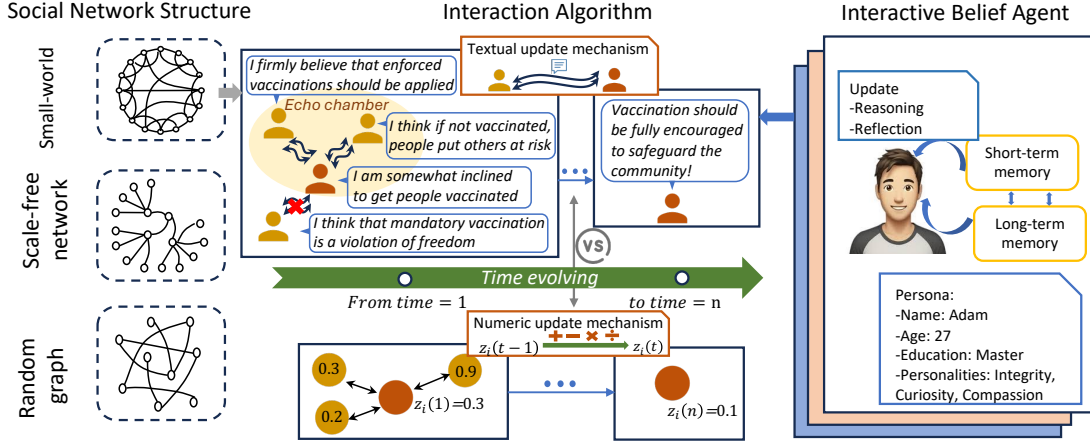 Social Network Structure
Interaction Algorithm
Interactive Belief Agent
Small-world
Scale-free
network
Random
graph
Textual update mechanism
I firmly believe that enforced
vaccinations should be applied
Echo chamber
I think if not vaccinated,
people put others at risk
I am somewhat inclined
to get people vaccinated
I think that mandatory vaccination
is a violation of freedom
Vaccination should
be fully encouraged
to safeguard the
community!
VS
Time evolving
From time = 1
to time = n
Numeric update mechanism
+ − × ÷
z_i(t−1)
z_i(t)
0.3
0.9
0.2
z_i(1)=0.3
z_i(n)=0.1
Update
-Reasoning
-Reflection
Short-term
memory
Long-term
memory
Persona:
-Name: Adam
-Age: 27
-Education: Master
-Personalities: Integrity,
Curiosity, Compassion